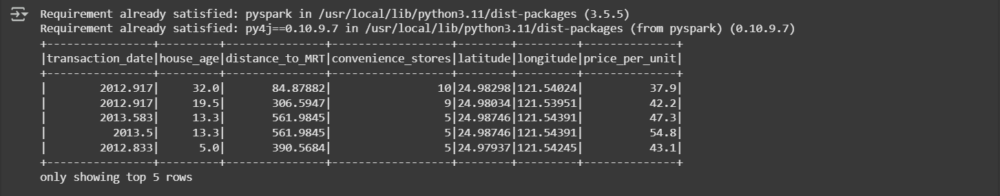 Requirement already satisfied: pyspark in /usr/local/lib/python3.11/dist-packages (3.5.5)
Requirement already satisfied: py4j==0.10.9.7 in /usr/local/lib/python3.11/dist-packages (from pyspark) (0.10.9.7)
+----------------+---------+---------------+------------------+--------+---------+--------------+
|transaction_date|house_age|distance_to_MRT|convenience_stores|latitude|longitude|price_per_unit|
+----------------+---------+---------------+------------------+--------+---------+--------------+
|        2012.917|     32.0|       84.87882|                10|24.98298|121.54024|          37.9|
|        2012.917|     19.5|       306.5947|                 9|24.98034|121.53951|          42.2|
|        2013.583|     13.3|       561.9845|                 5|24.98746|121.54391|          47.3|
|          2013.5|     13.3|       561.9845|                 5|24.98746|121.54391|          54.8|
|        2012.833|      5.0|       390.5684|                 5|24.97937|121.54245|          43.1|
+----------------+---------+---------------+------------------+--------+---------+--------------+
only showing top 5 rows